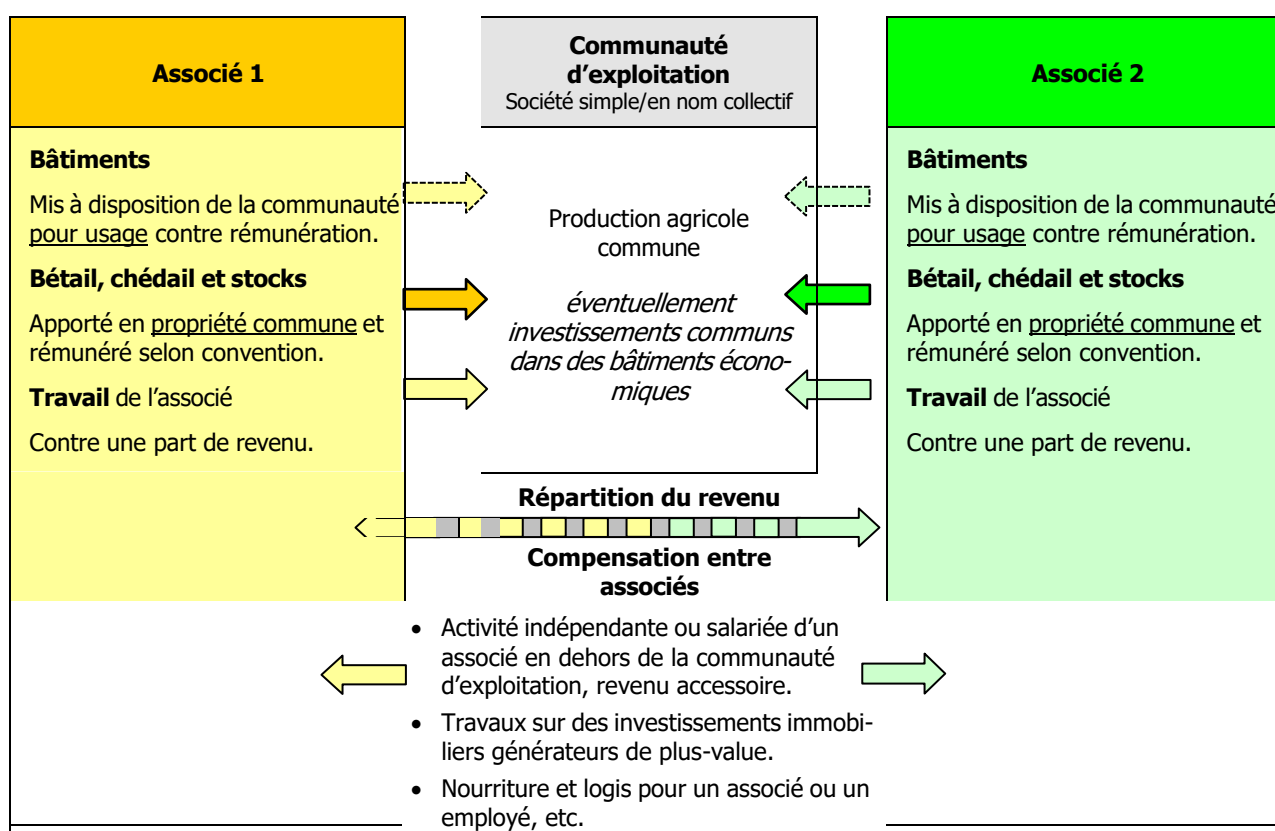 Associé 1
Bâtiments
Mis à disposition de la communauté
pour usage contre rémunération.
Bétail, chédail et stocks
Apporté en propriété commune et
rémunéré selon convention.
Travail de l'associé
Contre une part de revenu.
Communauté
d'exploitation
Société simple/en nom collectif
Production agricole
commune
éventuellement
investissements communs
dans des bâtiments écono-
miques
Associé 2
Bâtiments
Mis à disposition de la communauté
pour usage contre rémunération.
Bétail, chédail et stocks
Apporté en propriété commune et
rémunéré selon convention.
Travail de l'associé
Contre une part de revenu.
Répartition du revenu
Compensation entre
associés
• Activité indépendante ou salariée d'un
associé en dehors de la communauté
d'exploitation, revenu accessoire.
• Travaux sur des investissements immobi-
liers générateurs de plus-value.
• Nourriture et logis pour un associé ou un
employé, etc.